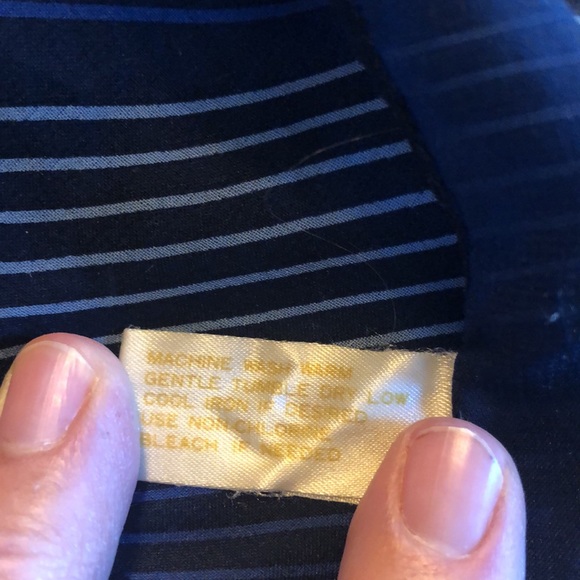 MACHINE WASH WARM
GENTLE TUMBLE DRY LOW
COOL IRON IF DESIRED
USE NON-CHLORINE
BLEACH IF NEEDED